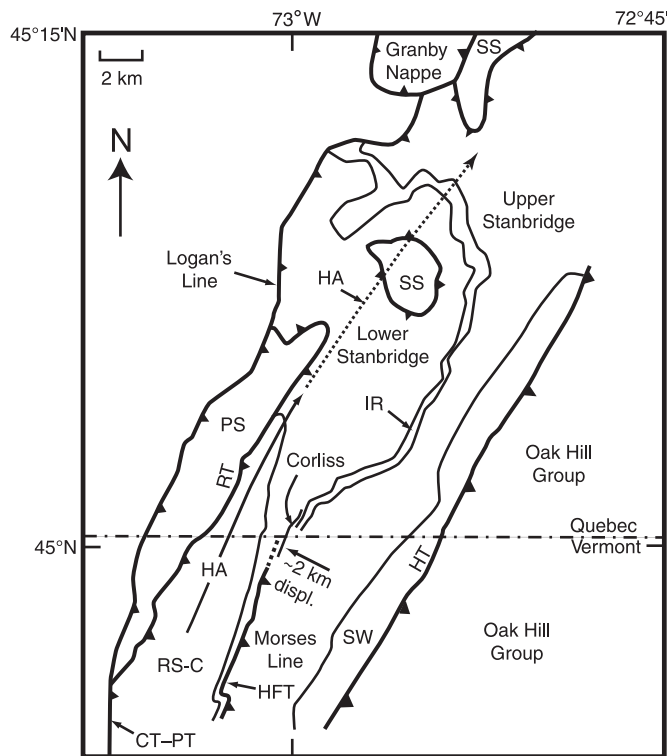 73°W
72°45'
45°15'N
2 km
N
Granby
Nappe
SS
Upper
Stanbridge
Logan's
Line
HA
SS
Lower
Stanbridge
PS
IR
RT
Corliss
Oak Hill
Group
Quebec
45°N
Vermont
HA
~2 km
displ.
HT
Morses
Line
SW
Oak Hill
Group
RS-C
HFT
CT–PT